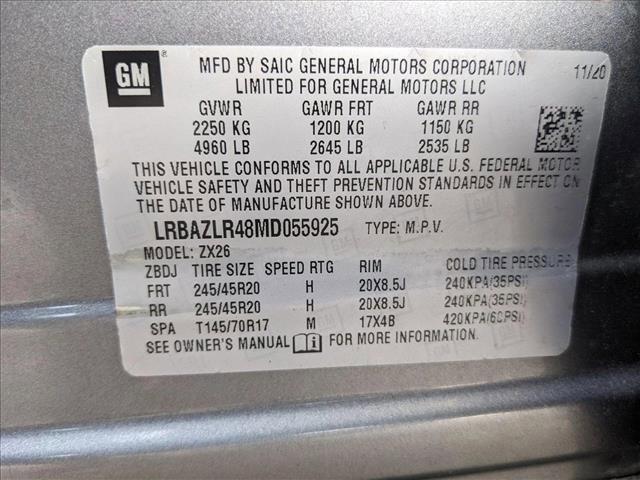 GM ®
MFD BY SAIC GENERAL MOTORS CORPORATION 11/20
LIMITED FOR GENERAL MOTORS LLC
GVWR GAWR FRT GAWR RR
2250 KG 1200 KG 1150 KG
4960 LB 2645 LB 2535 LB
THIS VEHICLE CONFORMS TO ALL APPLICABLE U.S. FEDERAL MOTOR
VEHICLE SAFETY AND THEFT PREVENTION STANDARDS IN EFFECT ON
THE DATE OF MANUFACTURE SHOWN ABOVE.
LRBAZLR48MD055925 TYPE: M.P.V.
MODEL: ZX26
ZBDJ TIRE SIZE SPEED RTG RIM COLD TIRE PRESSURE
FRT 245/45R20 H 20X8.5J 240KPA(35PSI)
RR 245/45R20 H 20X8.5J 240KPA(35PSI)
SPA T145/70R17 M 17X4B 420KPA(60PSI)
SEE OWNER'S MANUAL i FOR MORE INFORMATION.